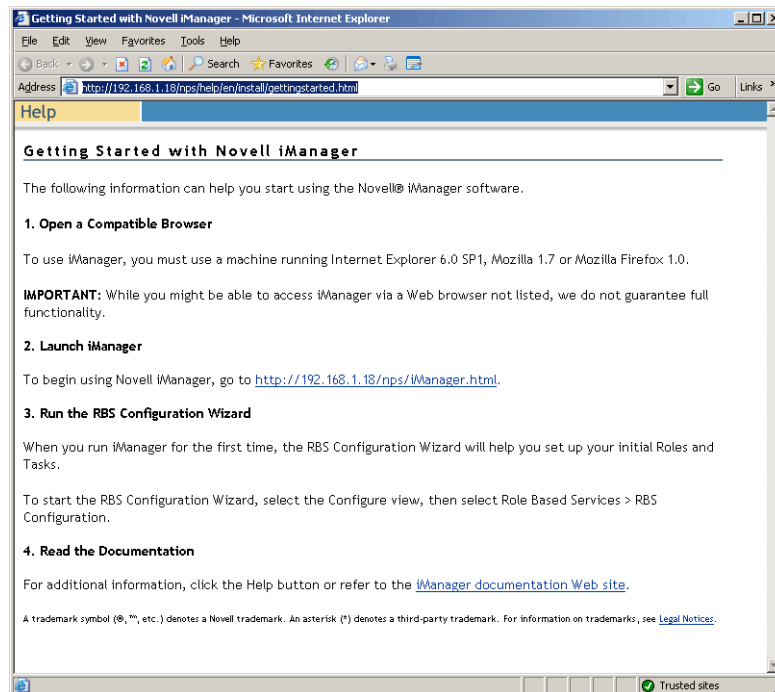 Getting Started with Novell iManager - Microsoft Internet Explorer
File Edit View Favorites Tools Help
Back Search Favorites
Address http://192.168.1.18/nps/help/en/install/gettingstarted.html Go Links »
Help
Getting Started with Novell iManager
The following information can help you start using the Novell® iManager software.
1. Open a Compatible Browser
To use iManager, you must use a machine running Internet Explorer 6.0 SP1, Mozilla 1.7 or Mozilla Firefox 1.0.
IMPORTANT: While you might be able to access iManager via a Web browser not listed, we do not guarantee full
functionality.
2. Launch iManager
To begin using Novell iManager, go to http://192.168.1.18/nps/iManager.html.
3. Run the RBS Configuration Wizard
When you run iManager for the first time, the RBS Configuration Wizard will help you set up your initial Roles and
Tasks.
To start the RBS Configuration Wizard, select the Configure view, then select Role Based Services > RBS
Configuration.
4. Read the Documentation
For additional information, click the Help button or refer to the iManager documentation Web site.
A trademark symbol (®, ™, etc.) denotes a Novell trademark. An asterisk (*) denotes a third-party trademark. For information on trademarks, see Legal Notices.
Trusted sites